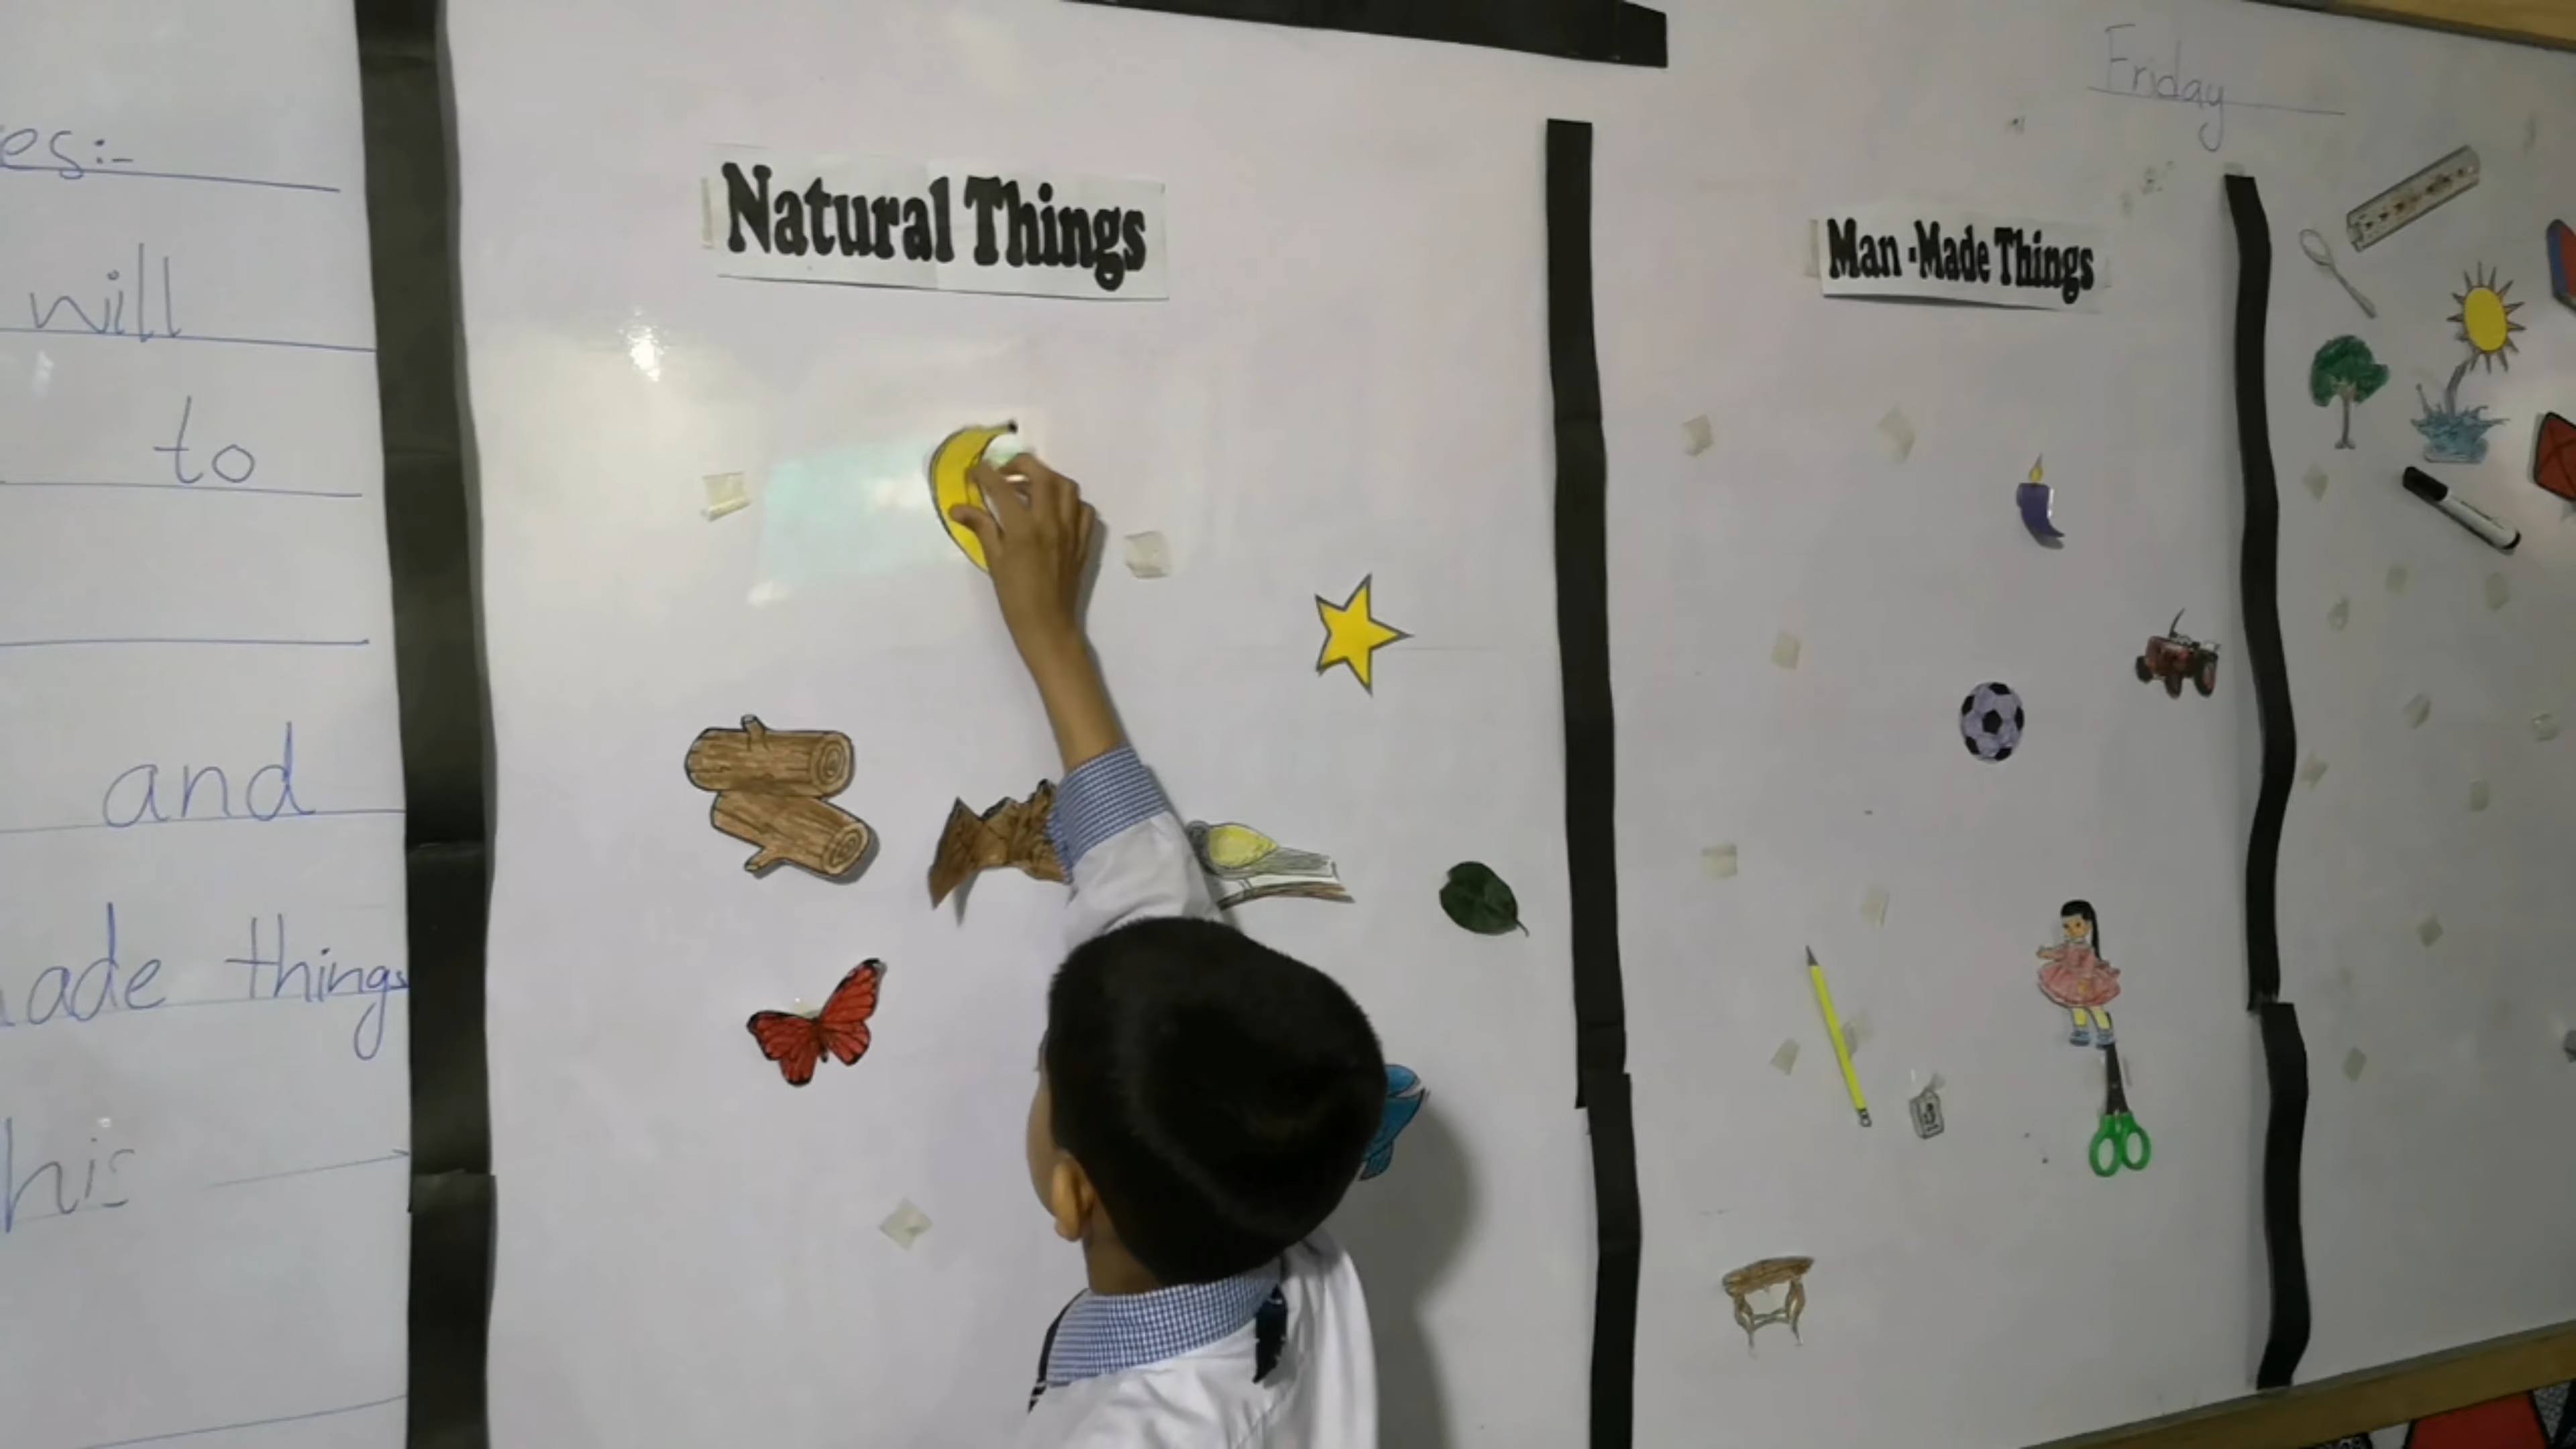 es:-
will
to
and
ade things
his
Natural Things
Man-Made Things
Friday